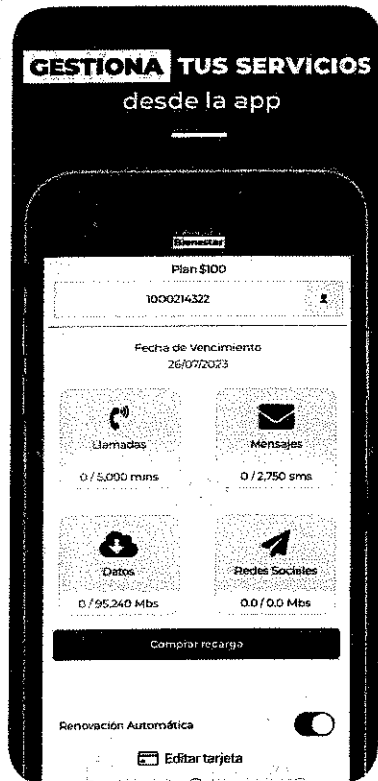 GESTIONA TUS SERVICIOS
desde la app
Bienestar
Plan $100
1000214322
Fecha de Vencimiento
26/07/2023
Llamadas
0 / 5,000 mins
Mensajes
0 / 2,750 sms
Datos
0 / 95,240 Mbs
Redes Sociales
0.0 / 0.0 Mbs
Comprar recarga
Renovación Automática
Editar tarjeta